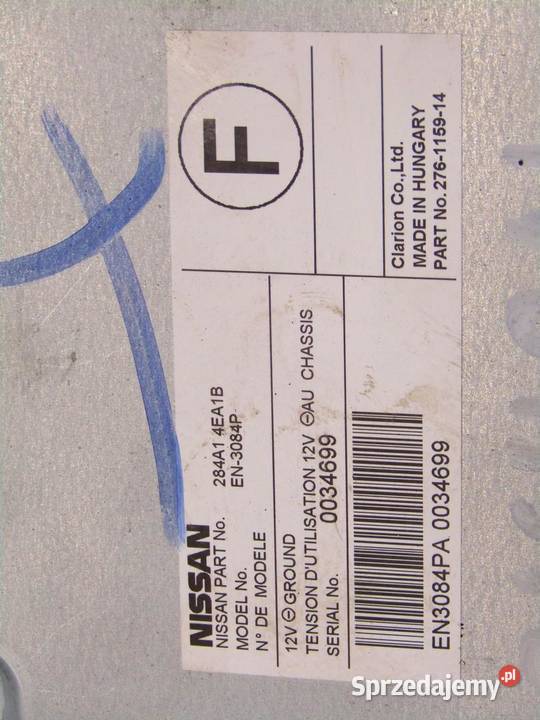 NISSAN
NISSAN PART No. 284A1 4EA1B
MODEL No. EN-3084P
N° DE MODELE
12V ⊖ GROUND
TENSION D'UTILISATION 12V ⊖AU CHASSIS
SERIAL No. 0034699
EN3084PA 0034699
F
Clarion Co.,Ltd.
MADE IN HUNGARY
PART No. 276-1159-14
Sprzedajemy.pl